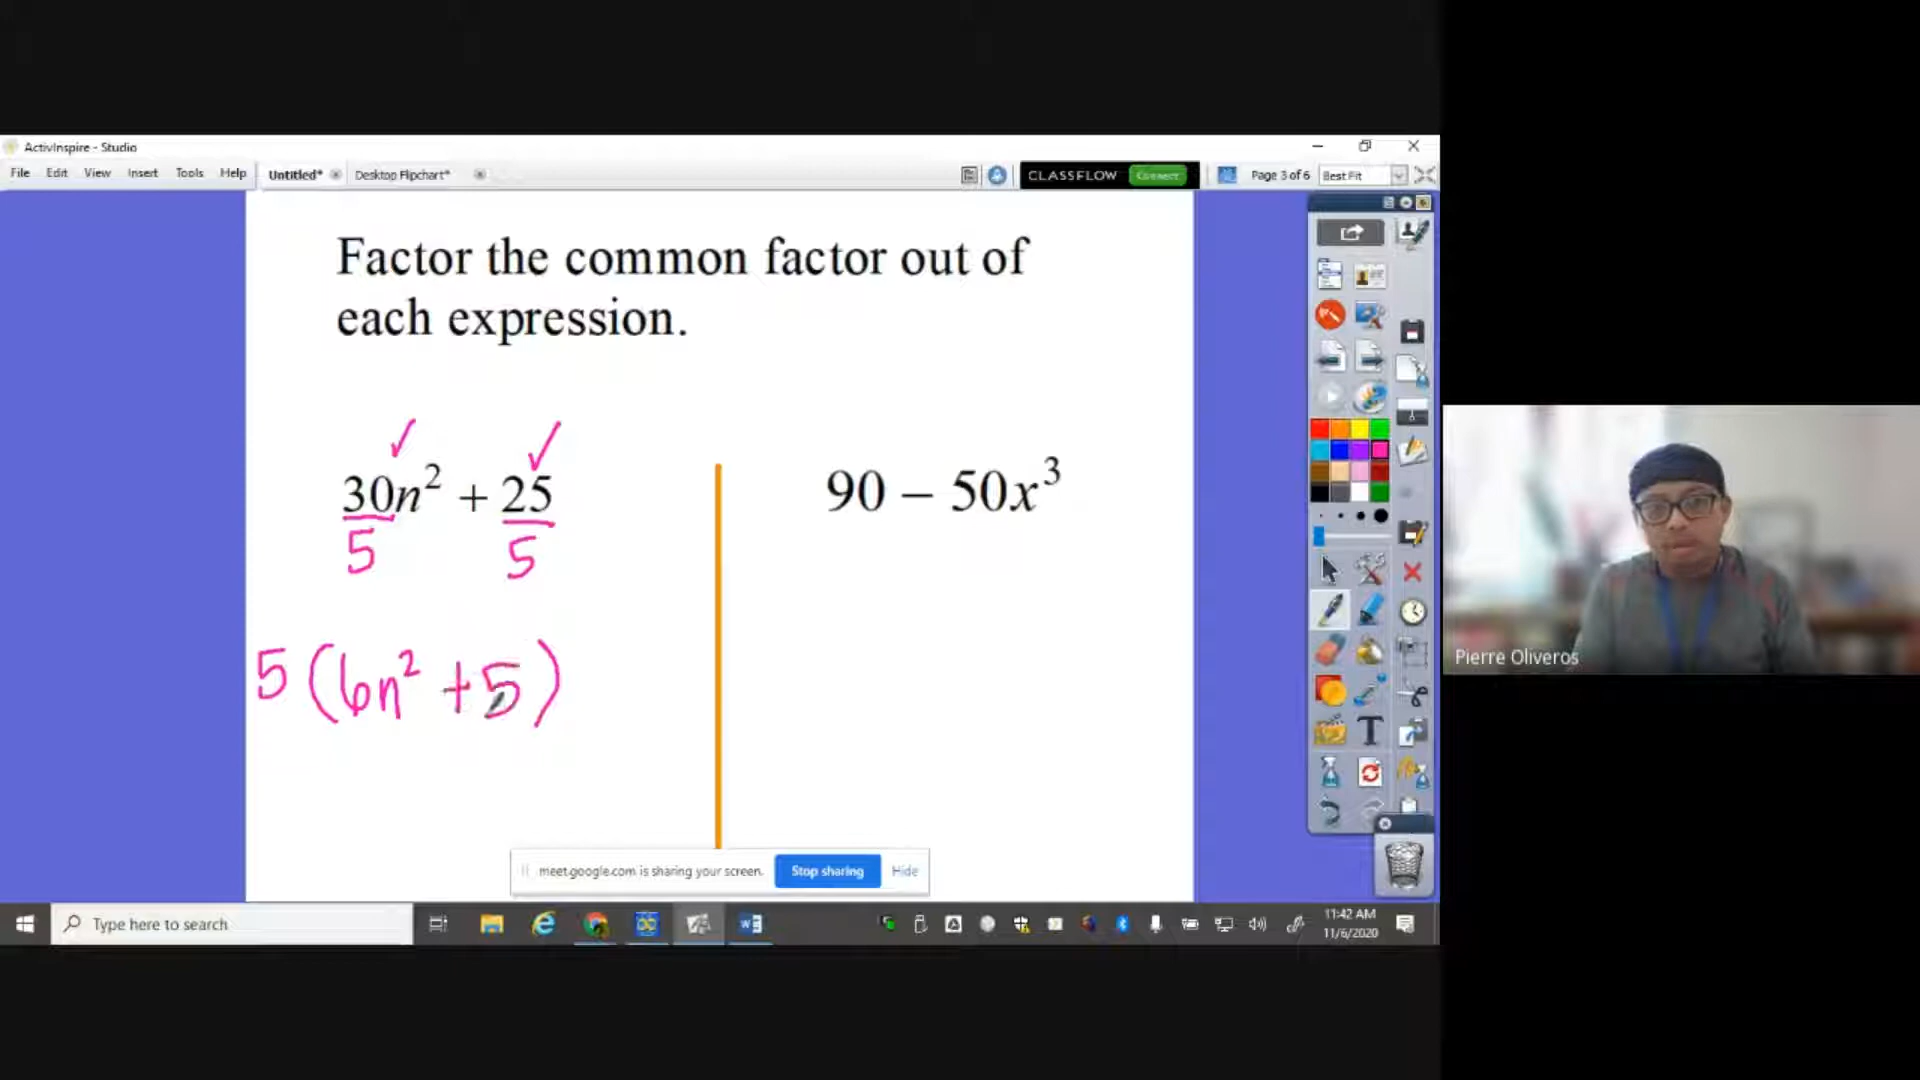 ActivInspire - Studio
File Edit View Insert Tools Help Untitled* Desktop Flipchart* CLASSFLOW Connect Page 3 of 6 Best Fit
Factor the common factor out of
each expression.
30n² + 25
5 5
5 (6n² + 5)
90 – 50x³
T
Pierre Oliveros
meet.google.com is sharing your screen. Stop sharing Hide
Type here to search
11:42 AM
11/6/2020